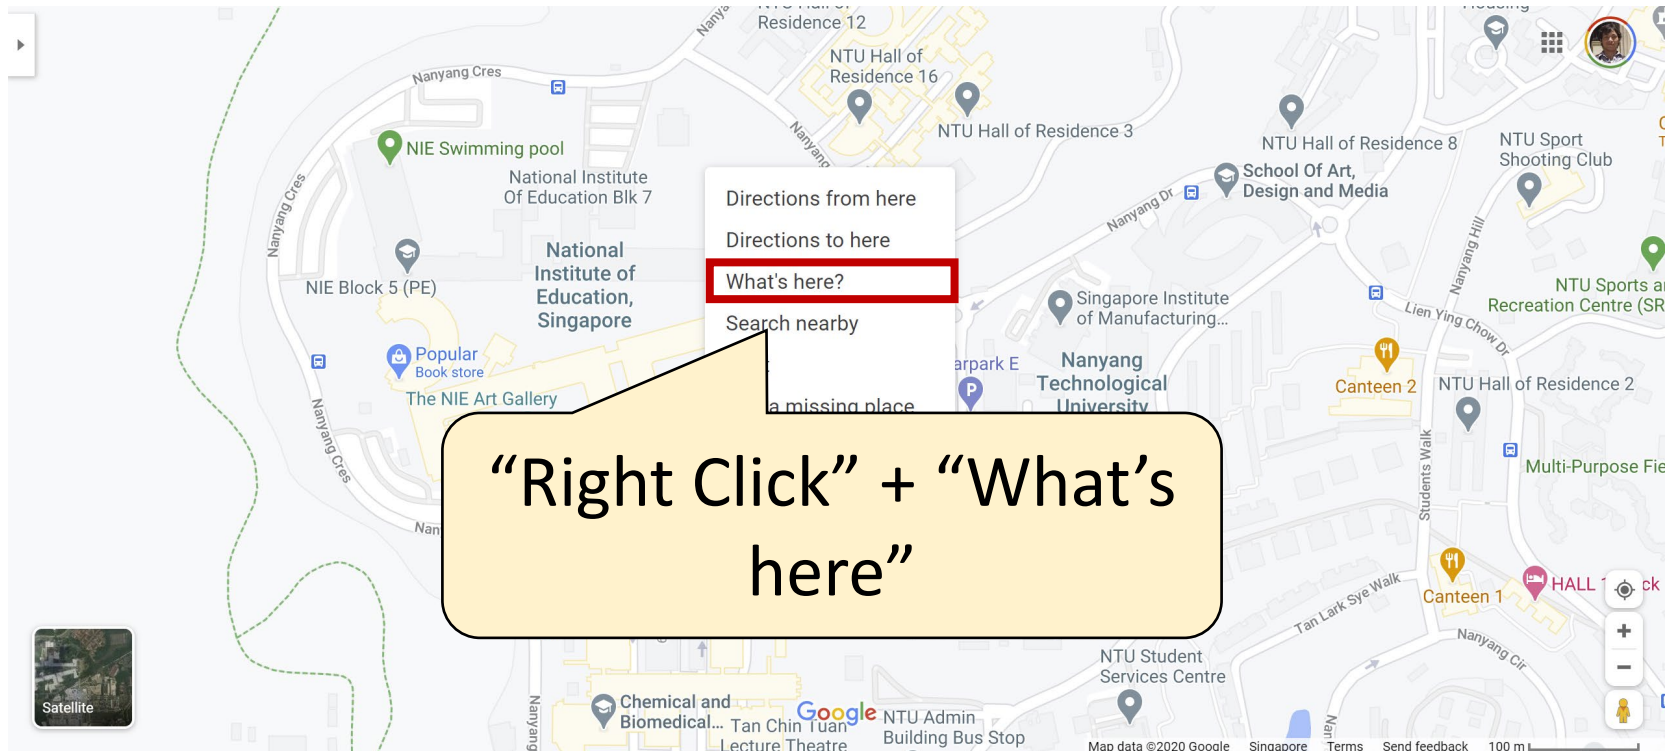 Residence 12
NTU Hall of
Residence 16
Nanyang Cres
NTU Hall of Residence 3
NTU Hall of Residence 8
NTU Sport
Shooting Club
NIE Swimming pool
National Institute
Of Education Blk 7
School Of Art,
Design and Media
Nanyang Dr
Nanyang Cres
Nanyang
Nanyang Hill
Directions from here
Directions to here
What's here?
Search nearby
a missing place
National
Institute of
Education,
Singapore
NIE Block 5 (PE)
Singapore Institute
of Manufacturing...
NTU Sports
Recreation Centre (SR
Lien Ying Chow Dr
Popular
Book store
The NIE Art Gallery
arpark E
P
Nanyang
Technological
University
Canteen 2
NTU Hall of Residence 2
Nanyang Cres
Students Walk
Multi-Purpose Fie
Nan
“Right Click” + “What’s
here”
Tan Lark Sye Walk
Canteen 1
HALL
ck
Nanyang Cir
NTU Student
Services Centre
Satellite
Nanyang
Chemical and
Biomedical...
Tan Chin Tuan
Lecture Theatre
Google
NTU Admin
Building Bus Stop
Nan
Map data ©2020 Google Singapore Terms Send feedback 100 m